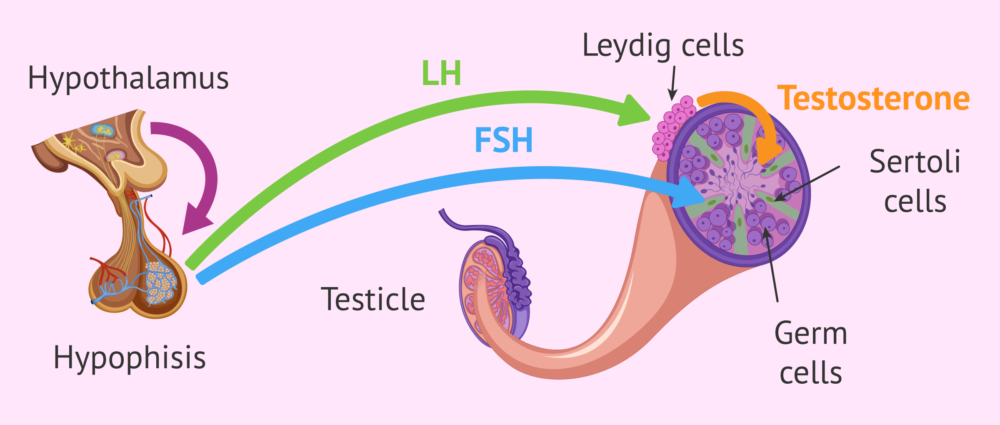 Hypothalamus
Hypophisis
LH
FSH
Testicle
Leydig cells
Testosterone
Sertoli
cells
Germ
cells